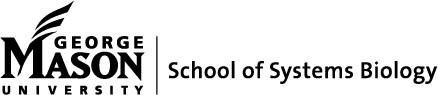 GEORGE
MASON
UNIVERSITY
School of Systems Biology